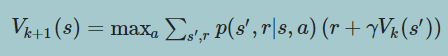 V_{k+1}(s) = max_a ∑_{s',r} p(s', r|s, a) (r + γV_k(s'))